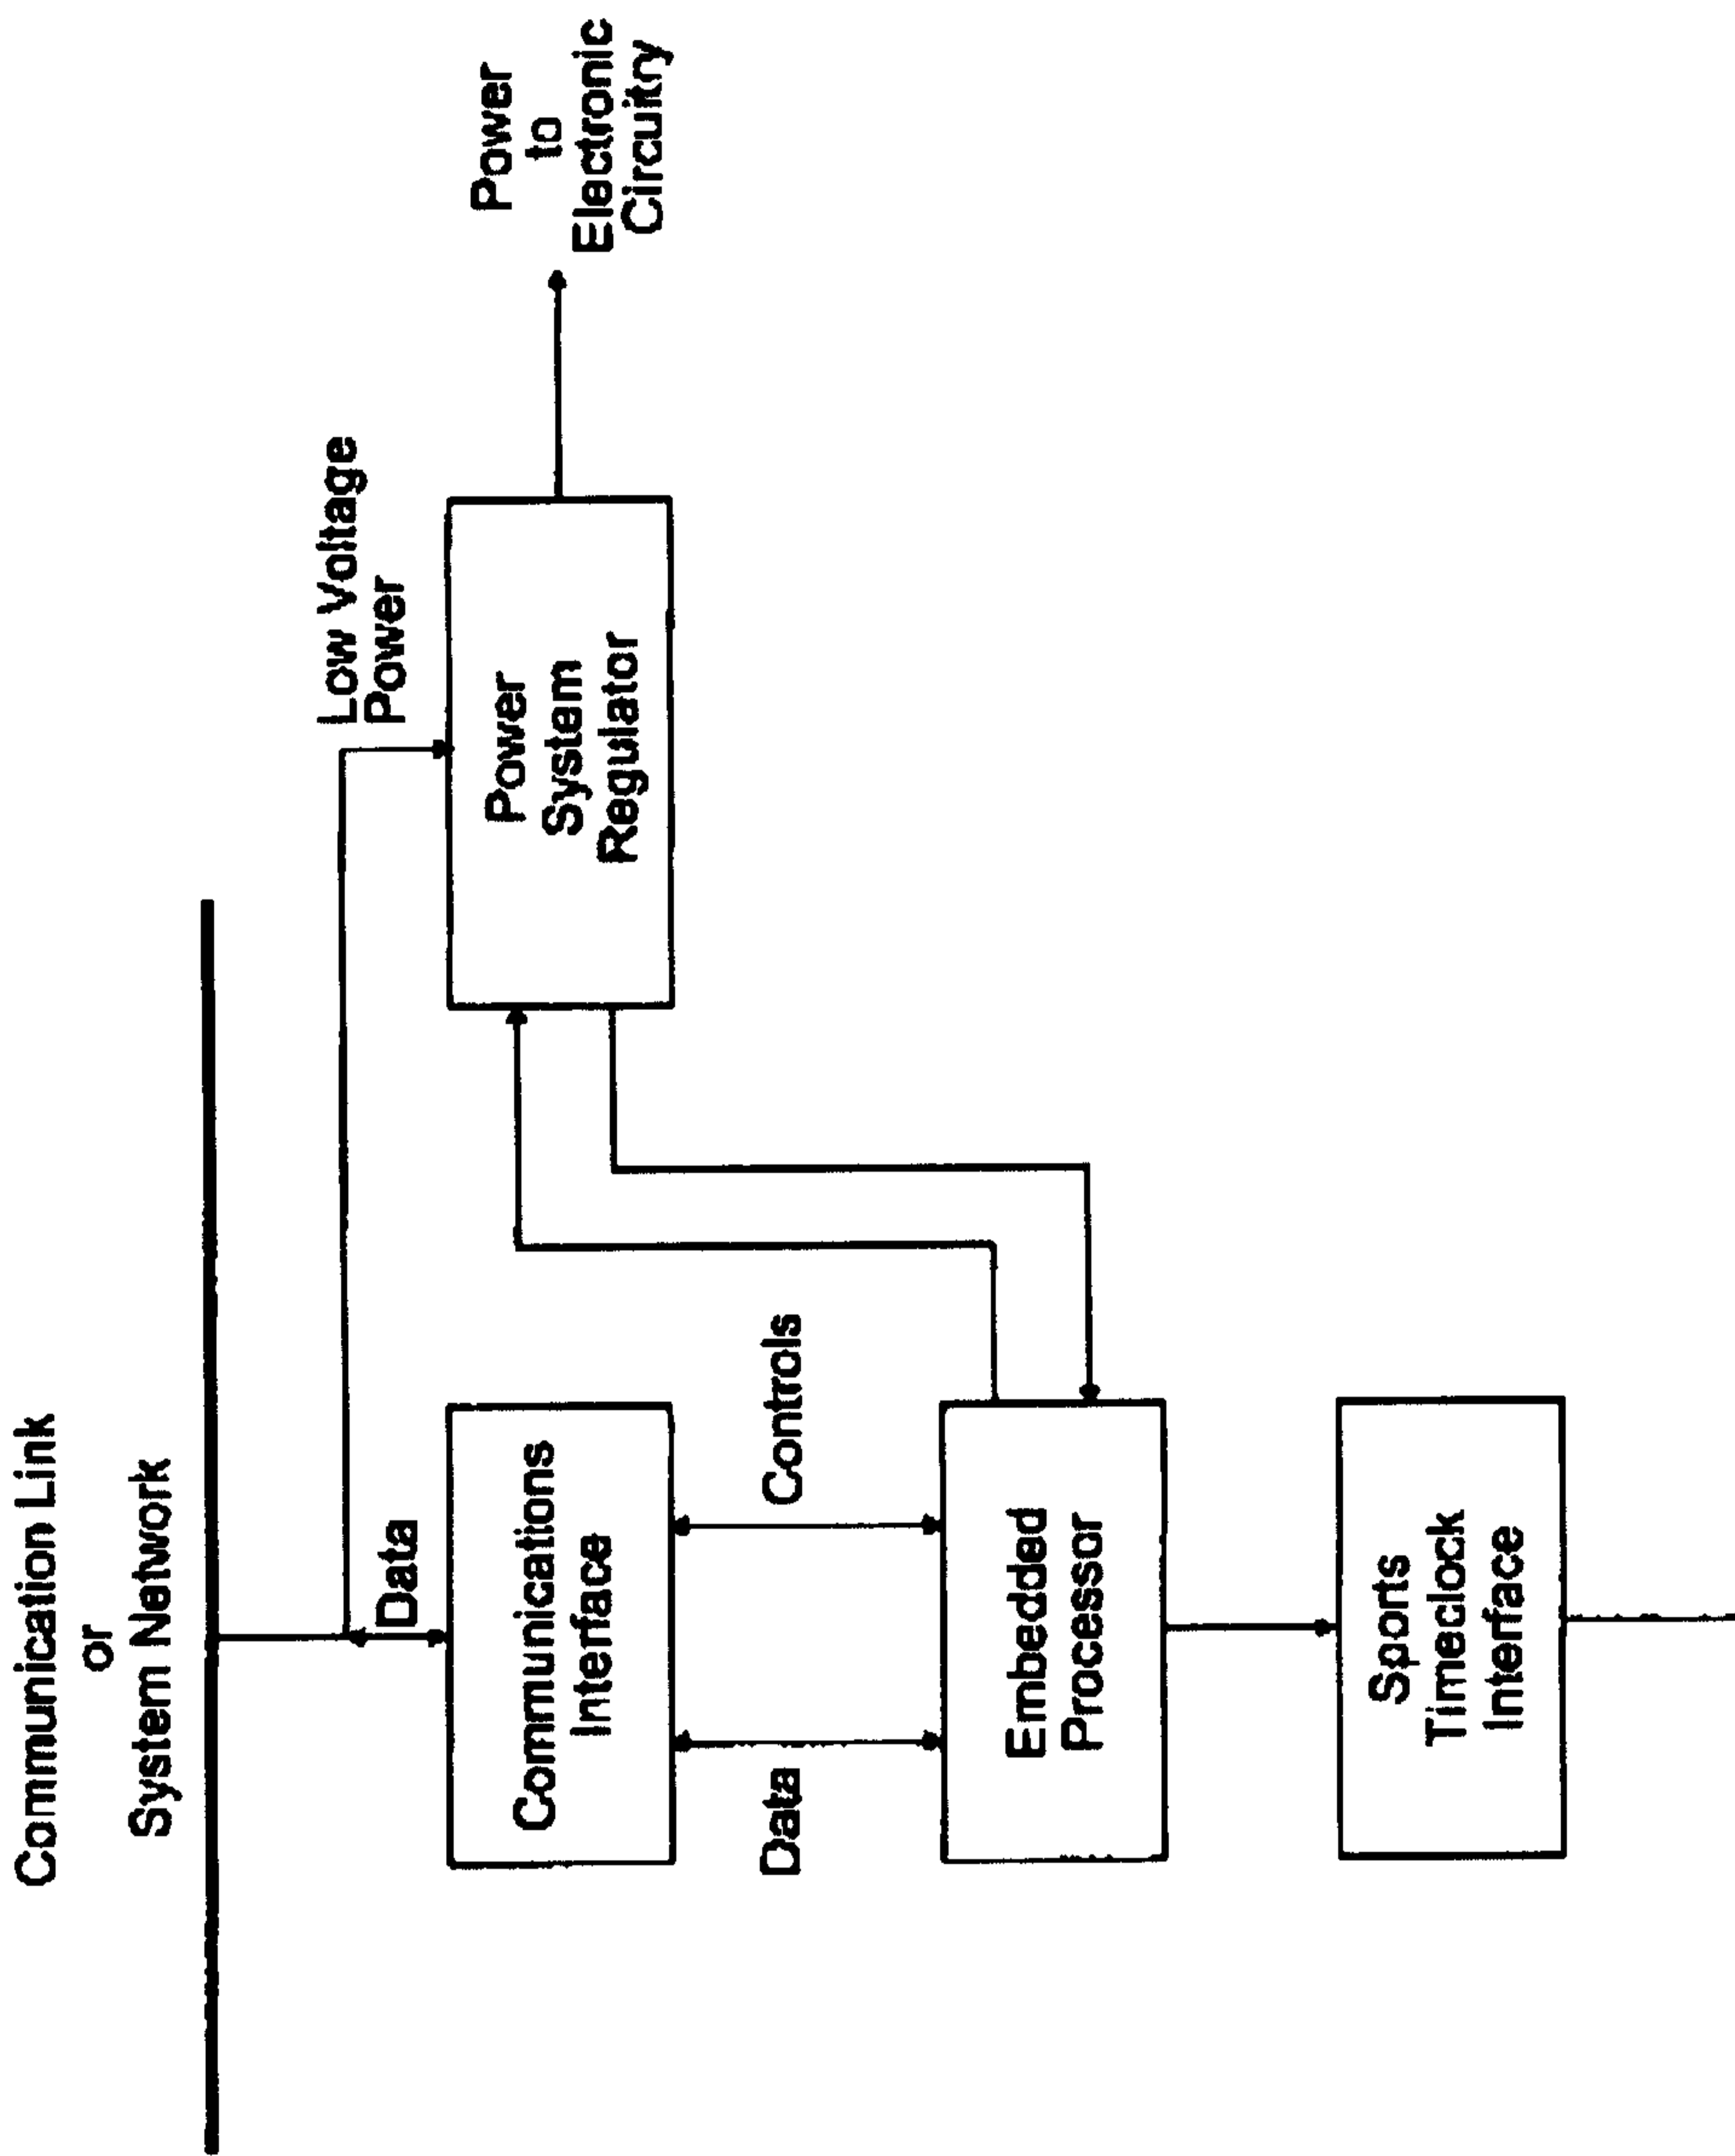 Communication Link
or
System Network
Low Voltage
Power
Data
Communications
Interface
Power
System
Regulator
Power
to
Electronic
Circuitry
Data
Controls
Embedded
Processor
Sports
Timeclock
Interface